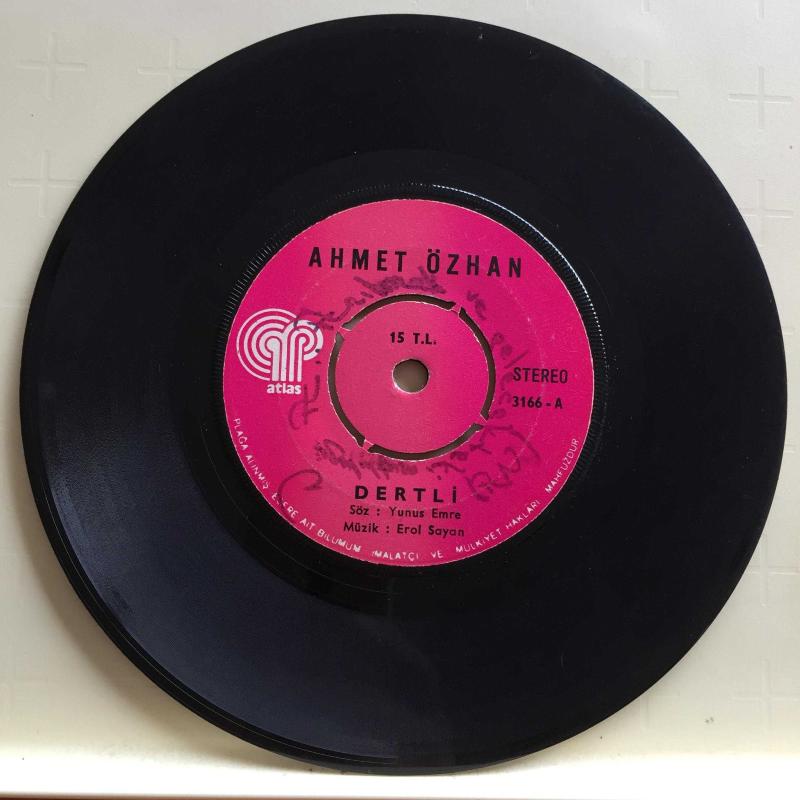 AHMET ÖZHAN
15 T.L.
atlas
STEREO
3166 - A
DERTLİ
Söz : Yunus Emre
Müzik : Erol Sayan
PLAĞA ALINMIŞ ESERE AİT BİLUMUM İMALATÇI VE MÜLKİYET HAKLARI MAHFUZDUR